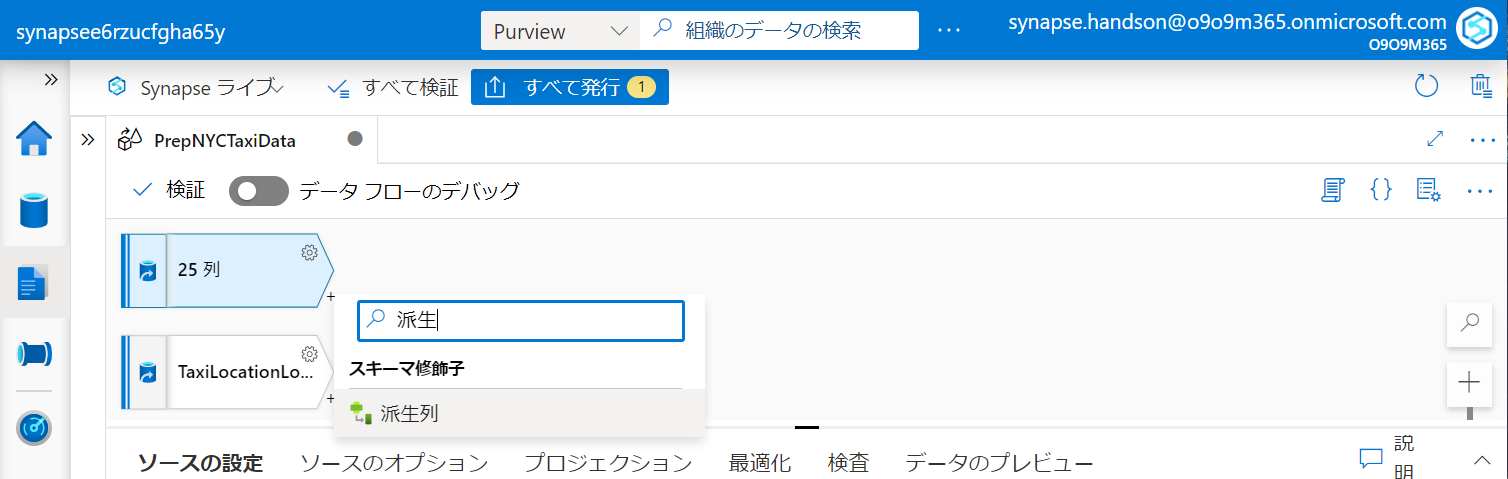 synapsee6rzucfgha65y
Purview
組織のデータの検索
...
synapse.handson@o9o9m365.onmicrosoft.com
O9O9M365
Synapse ライブ
すべて検証
すべて発行
1
PrepNYCTaxiData
検証
データ フローのデバッグ
{}
25 列
+
派生
スキーマ修飾子
TaxiLocationLo...
+
派生列
ソースの設定
ソースのオプション
プロジェクション
最適化
検査
データのプレビュー
説
明